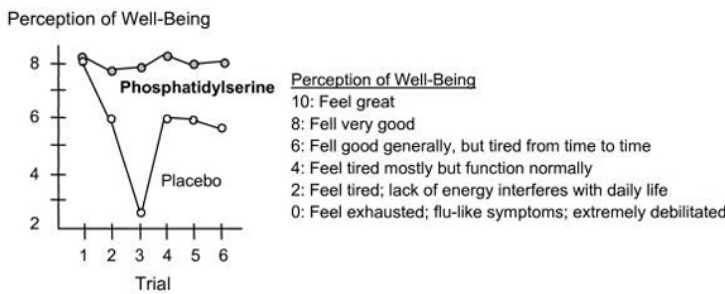 Perception of Well-Being
8
6
4
2
Phosphatidylserine
Placebo
1 2 3 4 5 6
Trial
Perception of Well-Being
10: Feel great
8: Fell very good
6: Fell good generally, but tired from time to time
4: Feel tired mostly but function normally
2: Feel tired; lack of energy interferes with daily life
0: Feel exhausted; flu-like symptoms; extremely debilitated